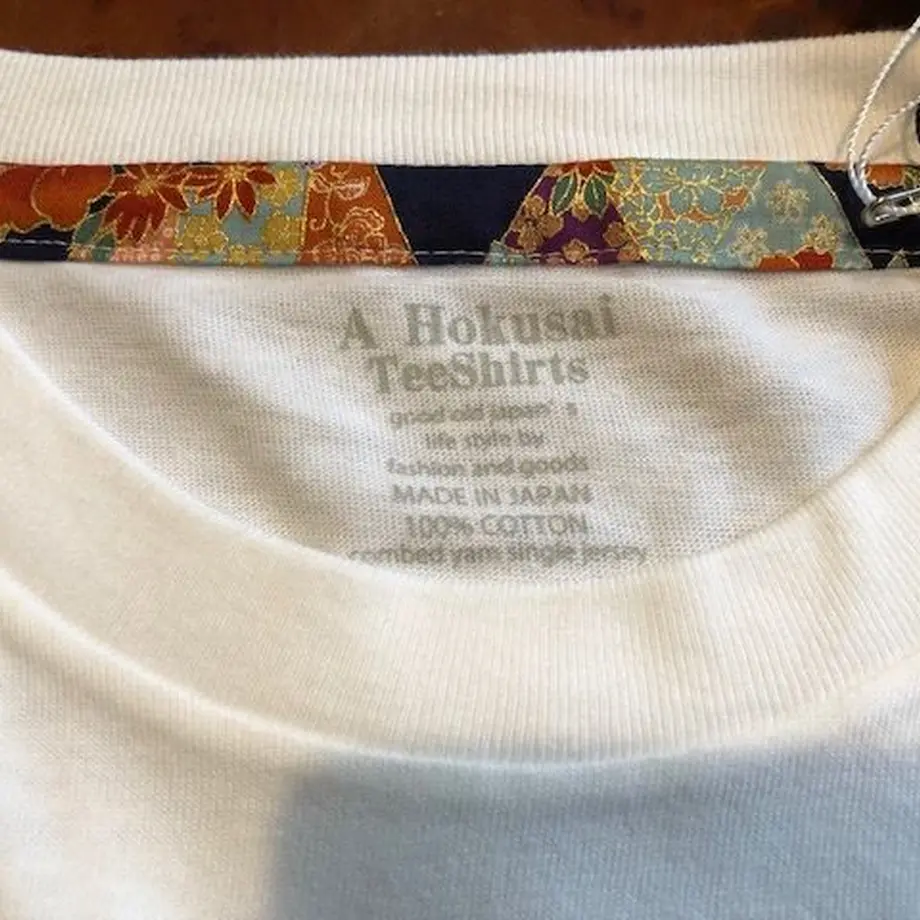 A Hokusai
TeeShirts
good old japan's
life style by
fashion and goods
MADE IN JAPAN
100% COTTON
combed yarn single jersey